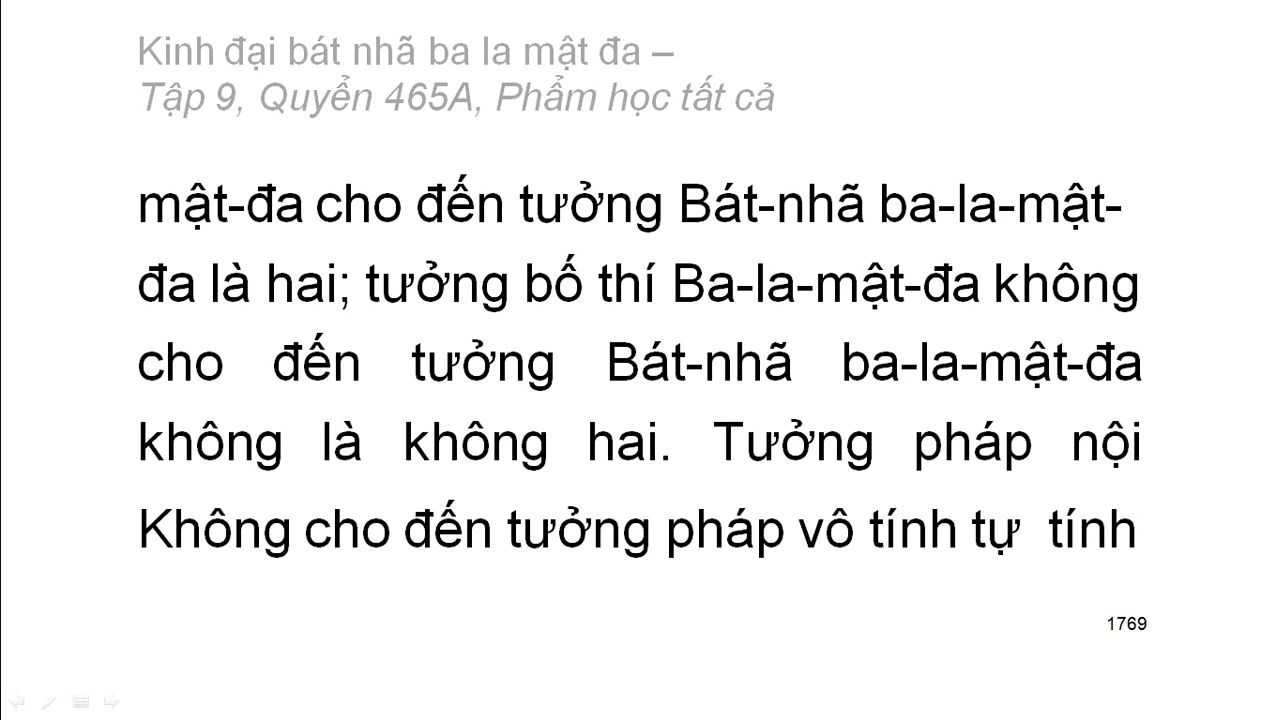 Kinh đại bát nhã ba la mật đa –
Tập 9, Quyển 465A, Phẩm học tất cả
mật-đa cho đến tưởng Bát-nhã ba-la-mật-
đa là hai; tưởng bố thí Ba-la-mật-đa không
cho đến tưởng Bát-nhã ba-la-mật-đa
không là không hai. Tưởng pháp nội
Không cho đến tưởng pháp vô tính tự tính
1769